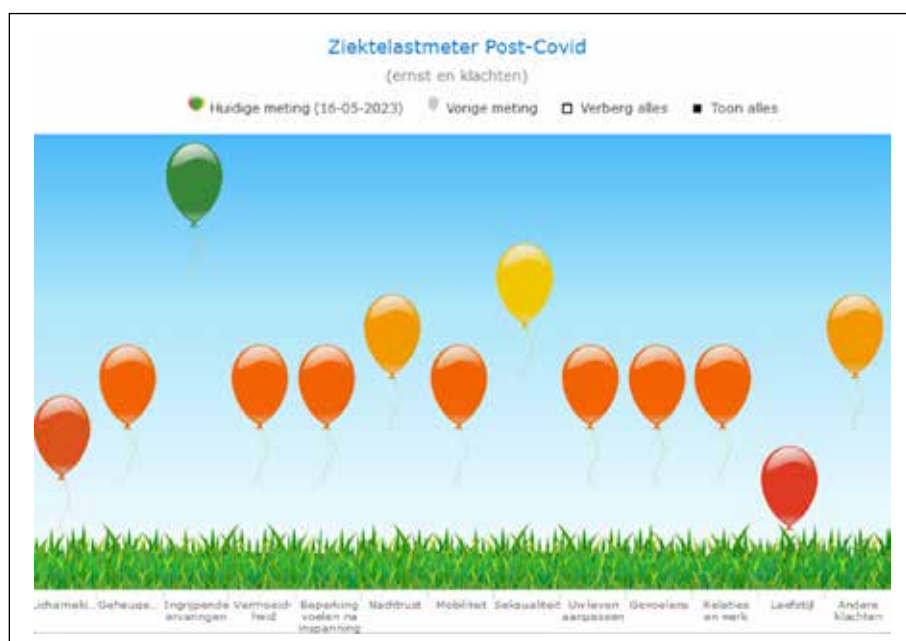 Ziektelastmeter Post-Covid
(ernst en klachten)
Huidige meting (16-05-2023) Vorige meting Verberg alles Toon alles
ichameli... Geheuge... Ingrijpende ervaringen Vermoeid-heid Beperking voelen na inspanning Nachtrust Mobiliteit Seksualiteit Uw leven aanpassen Gevoelens Relaties en werk Leefstijl Andere klachten